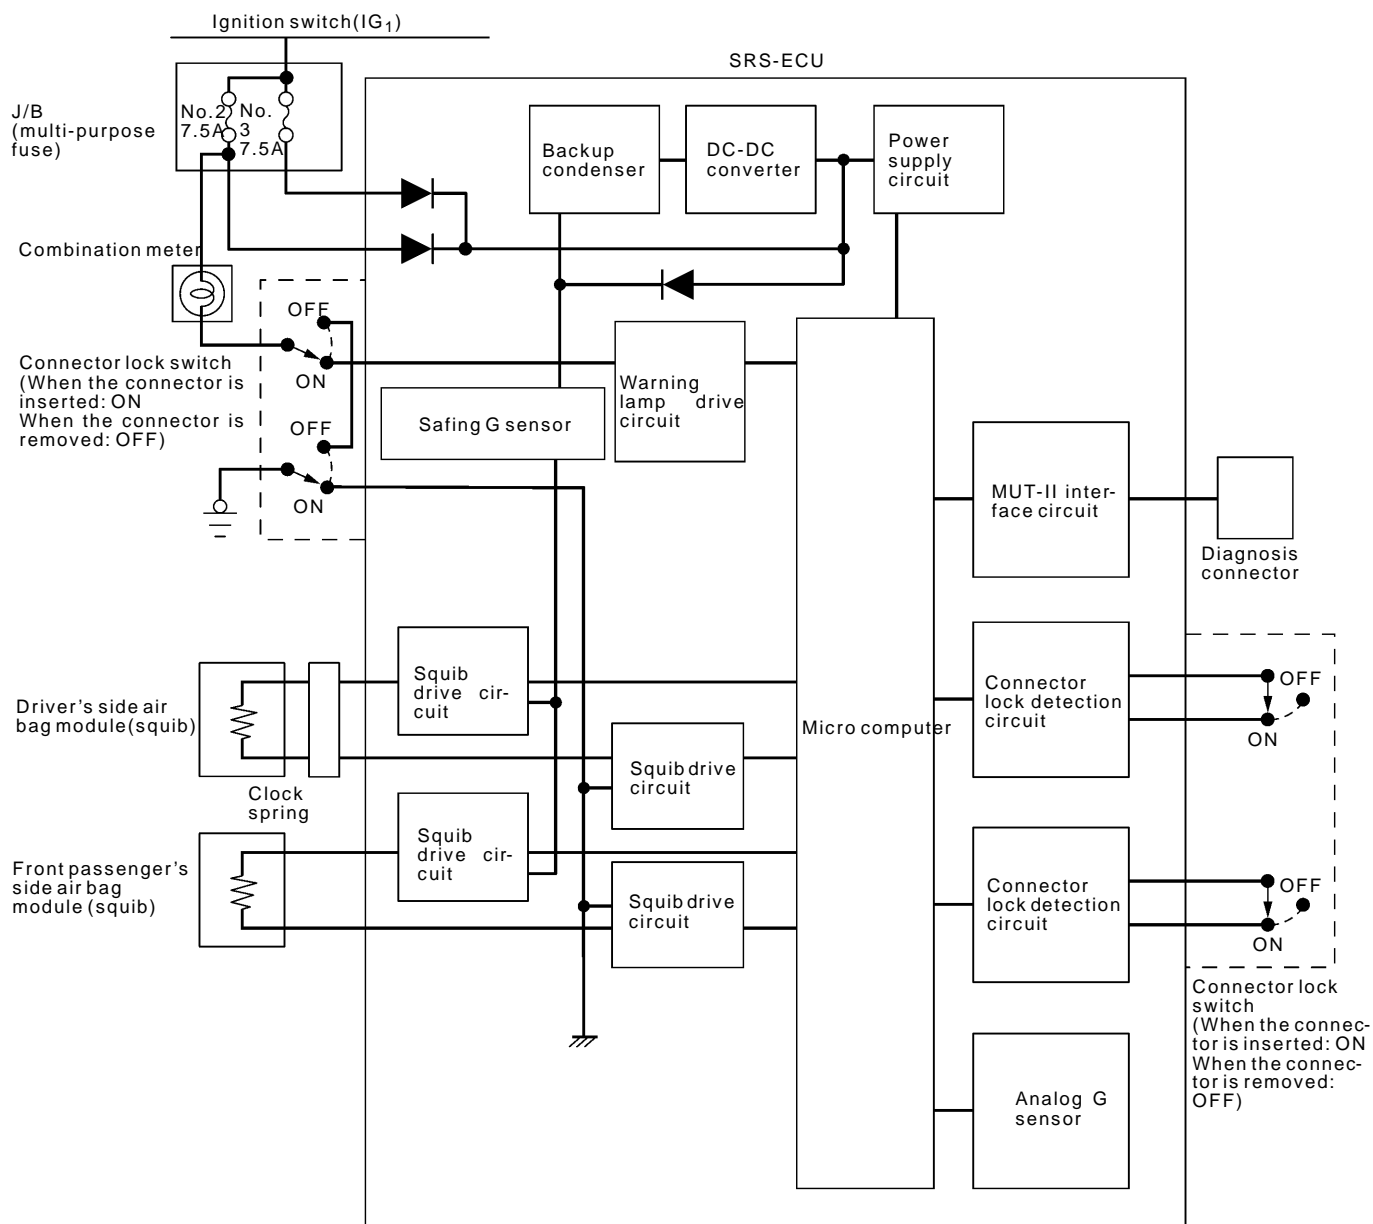 Ignition switch(IG1)
SRS-ECU
J/B
(multi-purpose
fuse)
No.2
7.5A
No.
3
7.5A
Backup
condenser
DC-DC
converter
Power
supply
circuit
Combination meter
OFF
ON
Connector lock switch
(When the connector is
inserted: ON
When the connector is
removed: OFF)
OFF
ON
Warning
lamp drive
circuit
Safing G sensor
MUT-II inter-
face circuit
Diagnosis
connector
Driver's side air
bag module(squib)
Clock
spring
Squib
drive cir-
cuit
Squib drive
circuit
Micro computer
Connector
lock detection
circuit
OFF
ON
Front passenger's
side air bag
module (squib)
Squib
drive cir-
cuit
Squib drive
circuit
Connector
lock detection
circuit
OFF
ON
Connector lock
switch
(When the connec-
tor is inserted: ON
When the connec-
tor is removed:
OFF)
Analog G
sensor